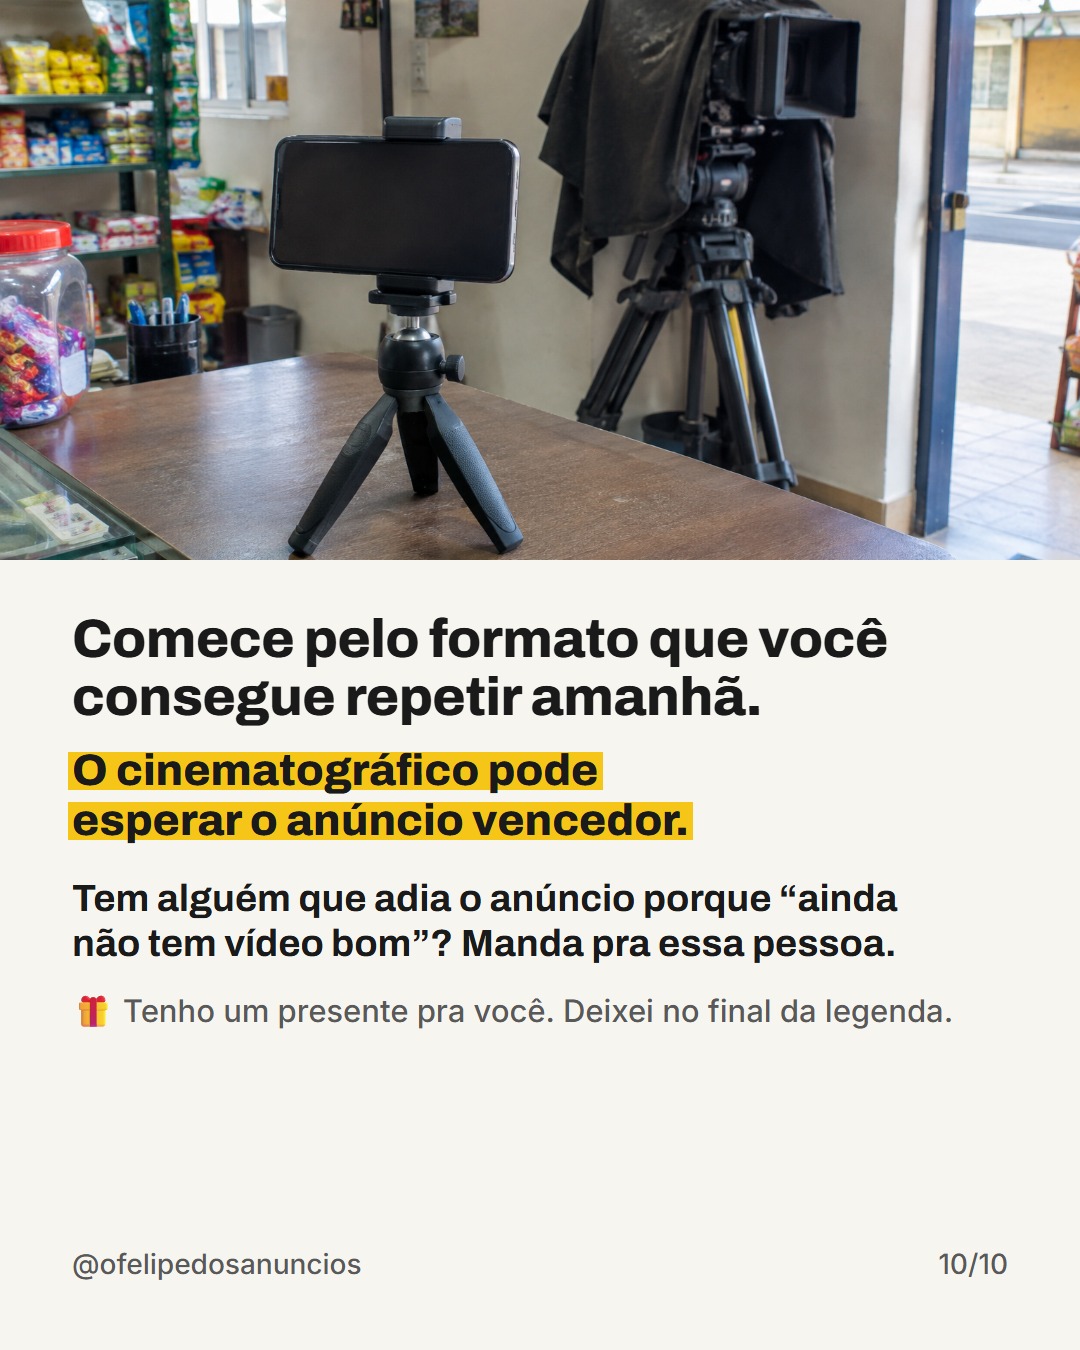 Comece pelo formato que você
consegue repetir amanhã.
O cinematográfico pode
esperar o anúncio vencedor.
Tem alguém que adia o anúncio porque “ainda
não tem vídeo bom”? Manda pra essa pessoa.
🎁 Tenho um presente pra você. Deixei no final da legenda.
@ofelipedosanuncios
10/10